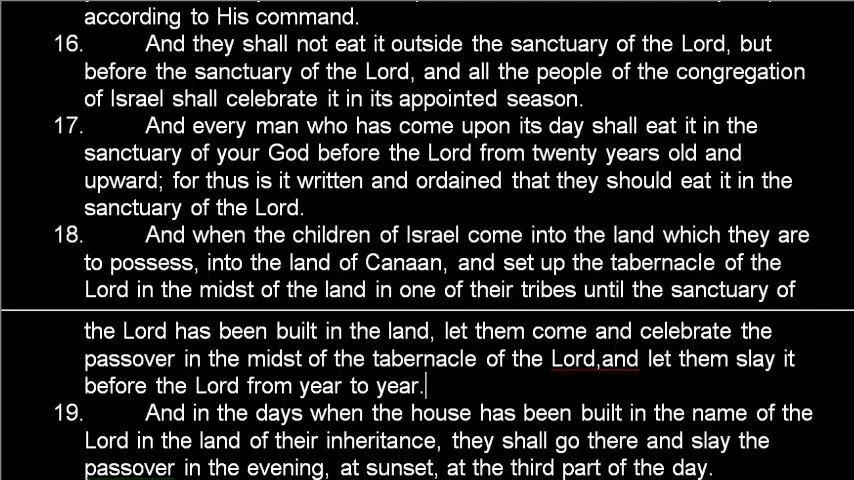 according to His command.
16. And they shall not eat it outside the sanctuary of the Lord, but
before the sanctuary of the Lord, and all the people of the congregation
of Israel shall celebrate it in its appointed season.
17. And every man who has come upon its day shall eat it in the
sanctuary of your God before the Lord from twenty years old and
upward; for thus is it written and ordained that they should eat it in the
sanctuary of the Lord.
18. And when the children of Israel come into the land which they are
to possess, into the land of Canaan, and set up the tabernacle of the
Lord in the midst of the land in one of their tribes until the sanctuary of
the Lord has been built in the land, let them come and celebrate the
passover in the midst of the tabernacle of the Lord,and let them slay it
before the Lord from year to year.
19. And in the days when the house has been built in the name of the
Lord in the land of their inheritance, they shall go there and slay the
passover in the evening, at sunset, at the third part of the day.